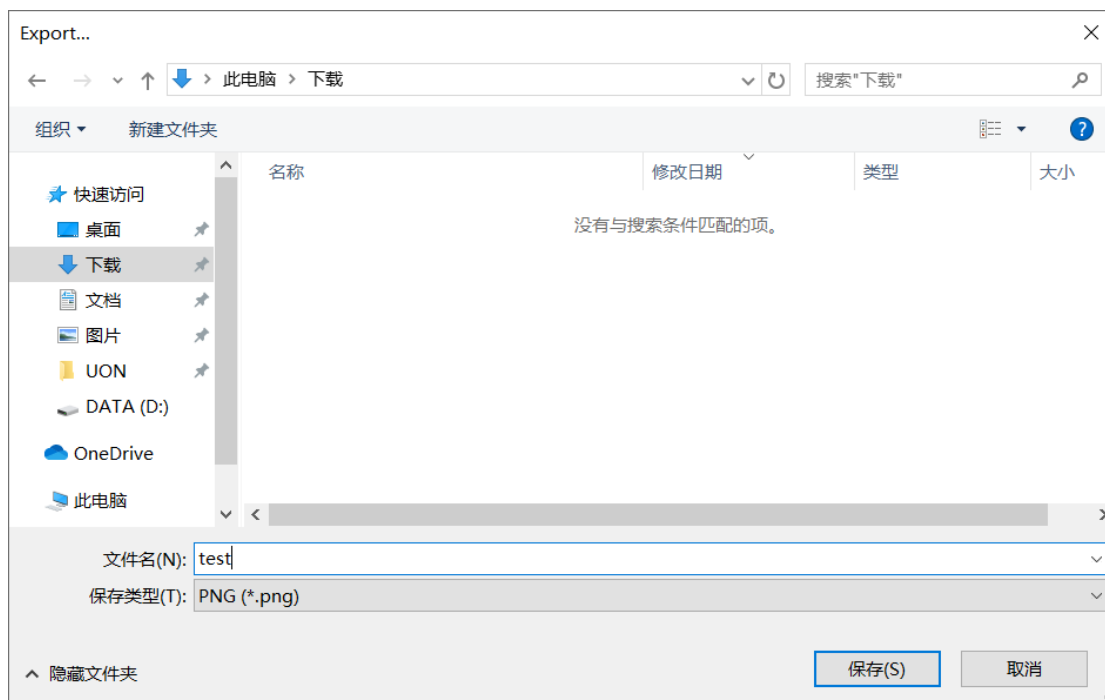 Export...
此电脑 下载
搜索"下载"
组织 新建文件夹
名称 修改日期 类型 大小
没有与搜索条件匹配的项。
快速访问
桌面
下载
文档
图片
UON
DATA (D:)
OneDrive
此电脑
文件名(N): test
保存类型(T): PNG (*.png)
隐藏文件夹
保存(S) 取消